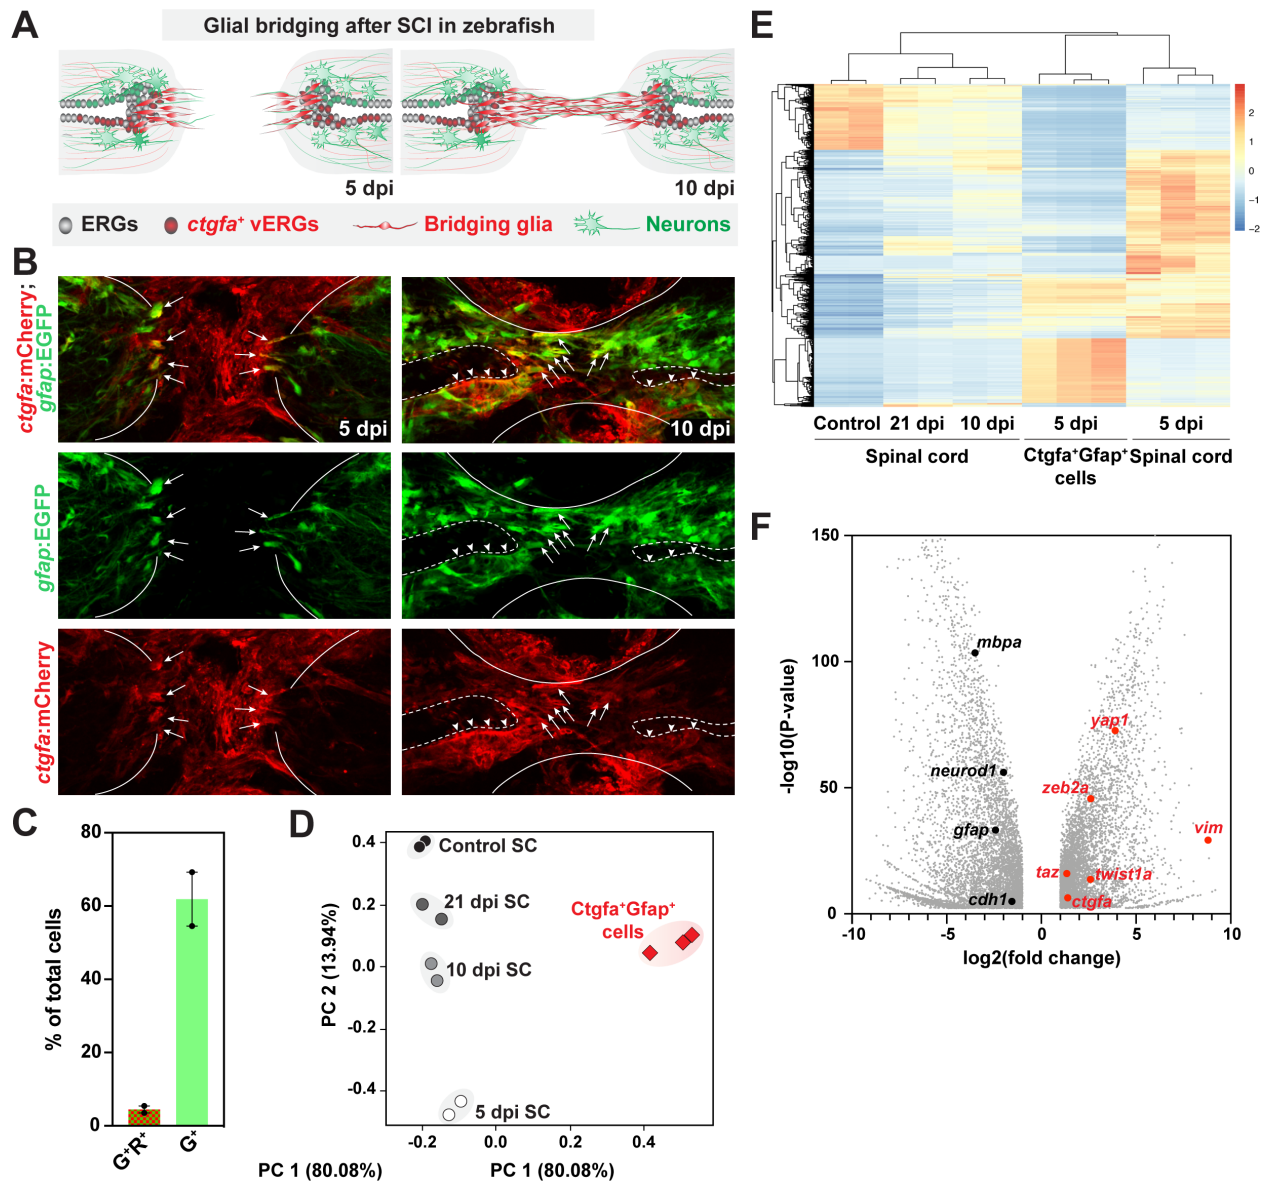 A
Glial bridging after SCI in zebrafish
5 dpi
10 dpi
ERGs
ctgfa+ vERGs
Bridging glia
Neurons
B
ctgfa:mCherry;
gfap:EGFP
5 dpi
10 dpi
gfap:EGFP
ctgfa:mCherry
C
% of total cells
80
60
40
20
0
G+R+
G+
D
PC 2 (13.94%)
0.4
0.2
0.0
-0.2
-0.4
Control SC
21 dpi SC
10 dpi SC
5 dpi SC
Ctgfa+Gfap+
cells
-0.2
0.0
0.2
0.4
PC 1 (80.08%)
PC 1 (80.08%)
E
2
1
0
−1
−2
Control
21 dpi
10 dpi
5 dpi
5 dpi
Spinal cord
Ctgfa+Gfap+
cells
Spinal cord
F
-log10(P-value)
150
100
50
0
mbpa
yap1
neurod1
zeb2a
gfap
vim
taz
twist1a
cdh1
ctgfa
-10
-5
0
5
10
log2(fold change)